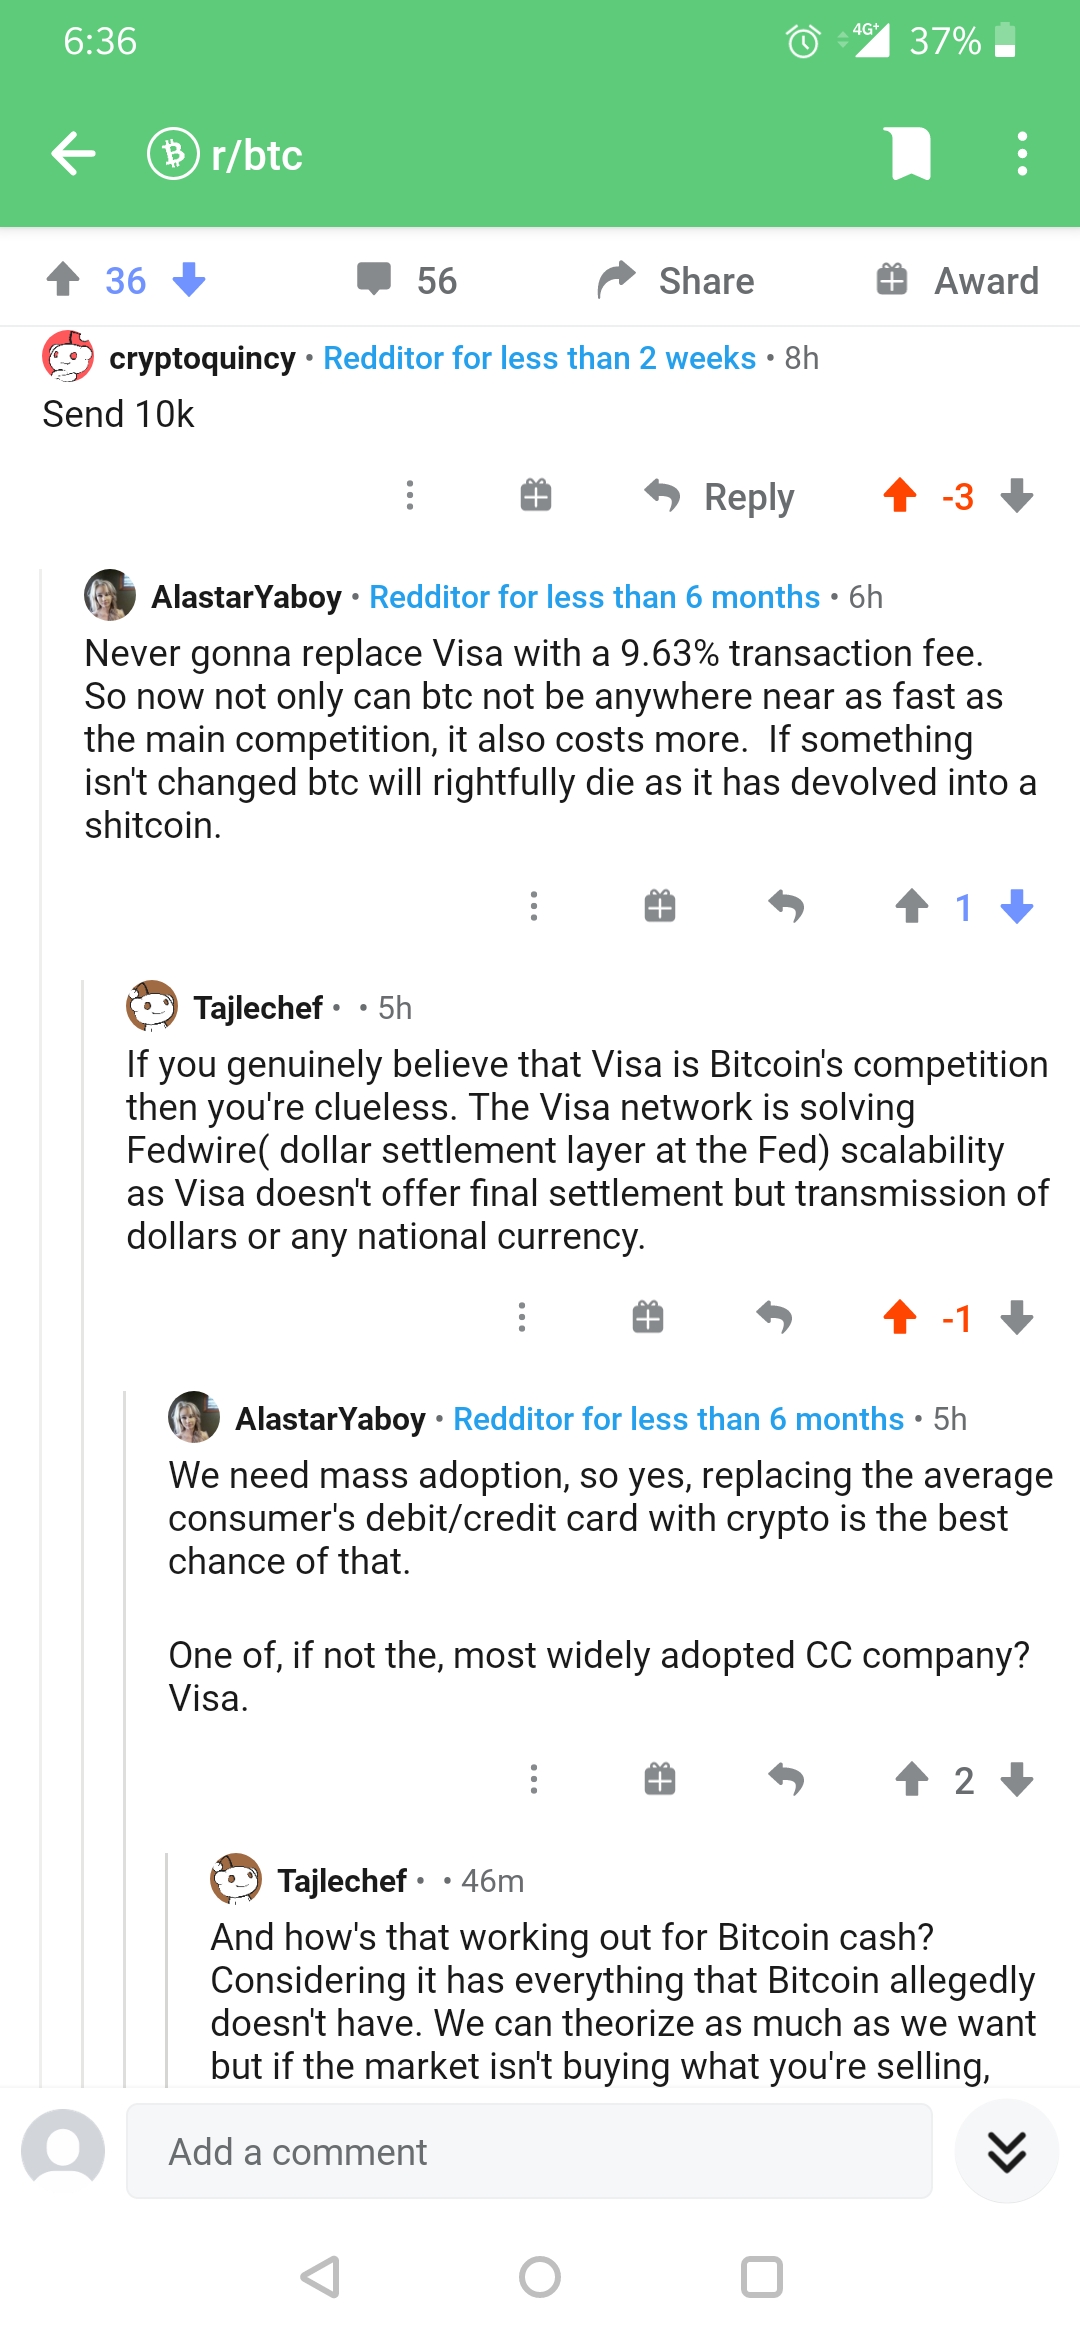 6:36
4G+
37%
r/btc
36
56
Share
Award
cryptoquincy • Redditor for less than 2 weeks • 8h
Send 10k
Reply
-3
AlastarYaboy • Redditor for less than 6 months • 6h
Never gonna replace Visa with a 9.63% transaction fee.
So now not only can btc not be anywhere near as fast as
the main competition, it also costs more.  If something
isn't changed btc will rightfully die as it has devolved into a
shitcoin.
1
Tajlechef • • 5h
If you genuinely believe that Visa is Bitcoin's competition
then you're clueless. The Visa network is solving
Fedwire( dollar settlement layer at the Fed) scalability
as Visa doesn't offer final settlement but transmission of
dollars or any national currency.
-1
AlastarYaboy • Redditor for less than 6 months • 5h
We need mass adoption, so yes, replacing the average
consumer's debit/credit card with crypto is the best
chance of that.
One of, if not the, most widely adopted CC company?
Visa.
2
Tajlechef • • 46m
And how's that working out for Bitcoin cash?
Considering it has everything that Bitcoin allegedly
doesn't have. We can theorize as much as we want
but if the market isn't buying what you're selling,
Add a comment